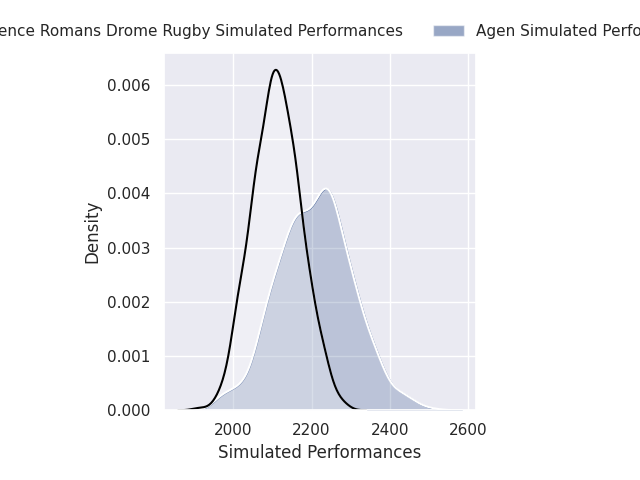 ence Romans Drome Rugby Simulated Performances Agen Simulated Perfo
0.006
0.005
0.004
0.003
0.002
0.001
0.000
Density
2000 2200 2400 2600
Simulated Performances